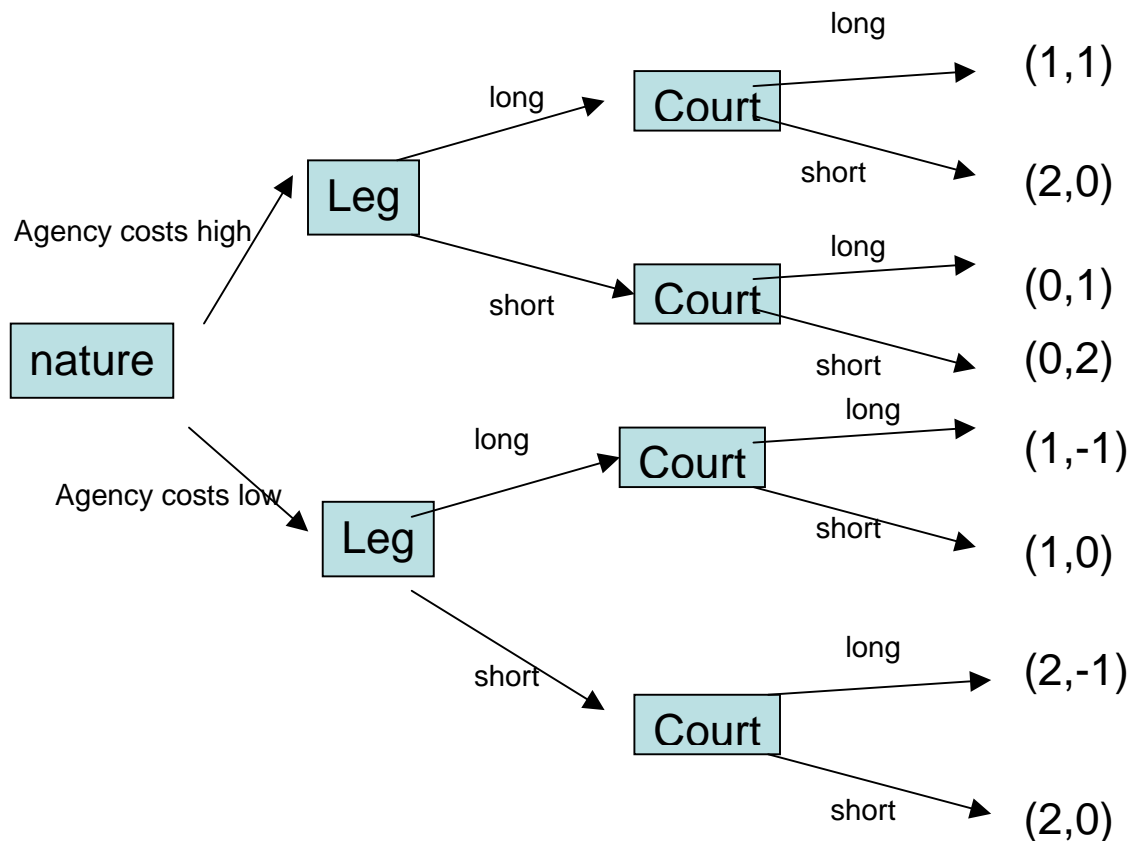 long
(1,1)
long
Court
short
(2,0)
Leg
Agency costs high
long
(0,1)
short
Court
nature
short
(0,2)
long
long
(1,-1)
Court
Agency costs low
Leg
short
(1,0)
long
(2,-1)
short
Court
short
(2,0)